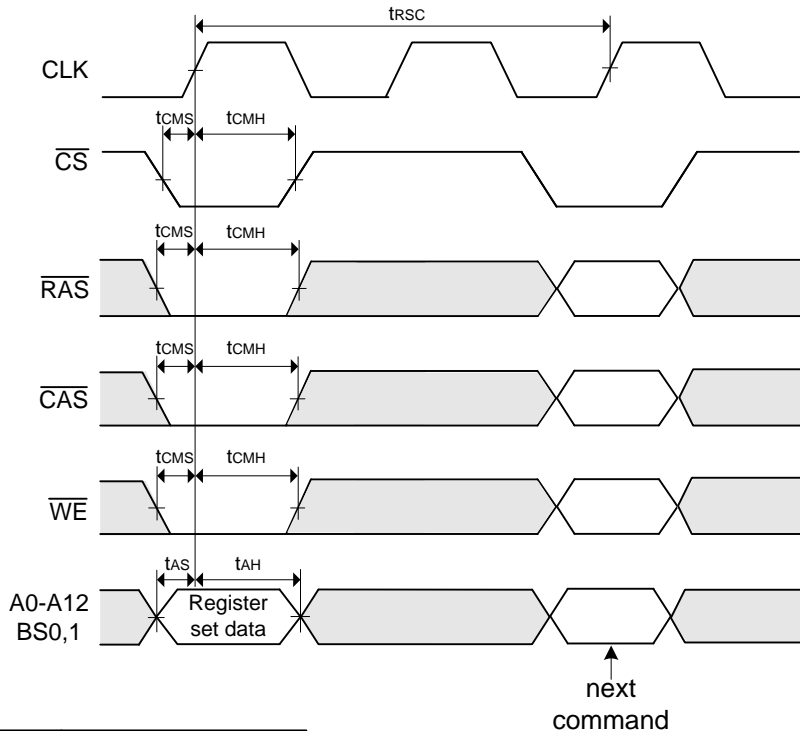 tRSC
CLK
tCMS tCMH
CS
tCMS tCMH
RAS
tCMS tCMH
CAS
tCMS tCMH
WE
tAS tAH
A0-A12
BS0,1
Register
set data
next
command